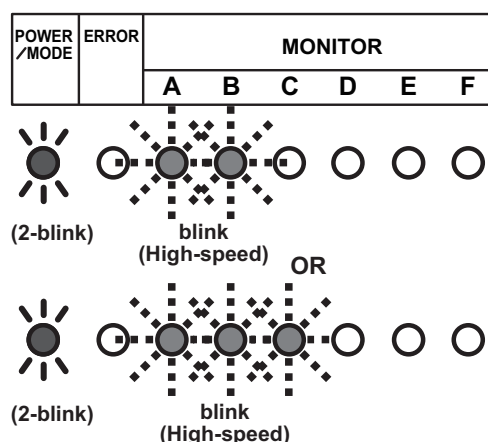 POWER ERROR MONITOR
/MODE
A B C D E F
(2-blink) blink
(High-speed)
OR
(2-blink) blink
(High-speed)